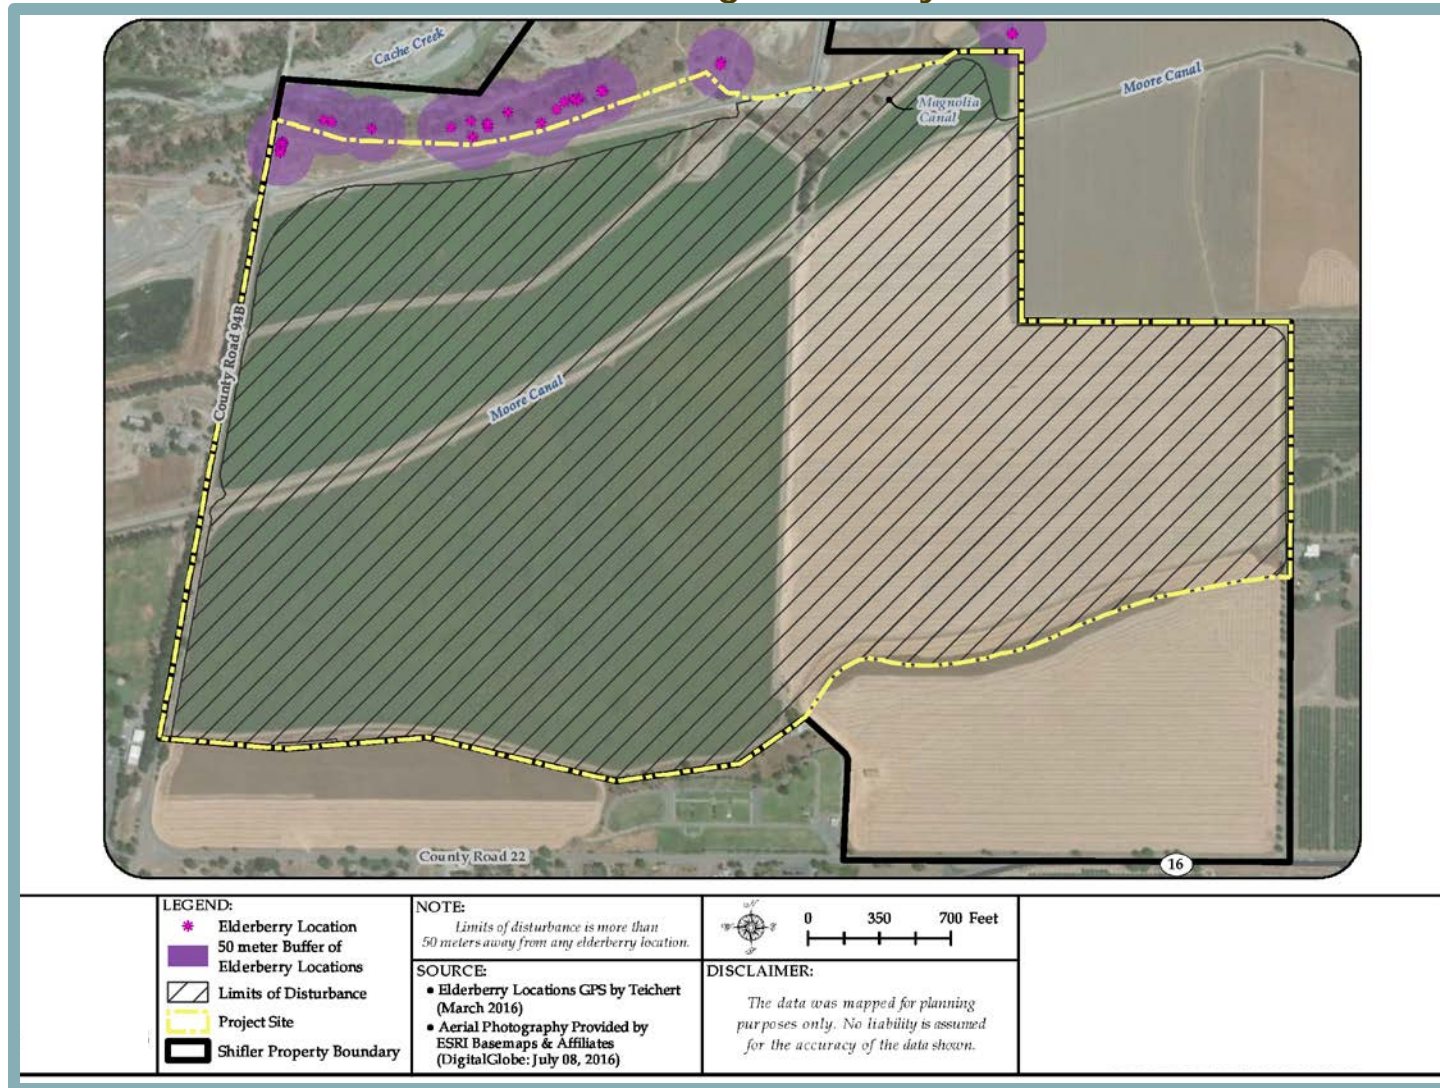 Cache Creek
Moore Canal
Magnolia
Canal
County Road 94B
Moore Canal
County Road 22
16
LEGEND:
Elderberry Location
50 meter Buffer of
Elderberry Locations
Limits of Disturbance
Project Site
Shifler Property Boundary
NOTE:
Limits of disturbance is more than
50 meters away from any elderberry location.
SOURCE:
• Elderberry Locations GPS by Teichert
(March 2016)
• Aerial Photography Provided by
ESRI Basemaps & Affiliates
(DigitalGlobe: July 08, 2016)
0 350 700 Feet
DISCLAIMER:
The data was mapped for planning
purposes only. No liability is assumed
for the accuracy of the data shown.